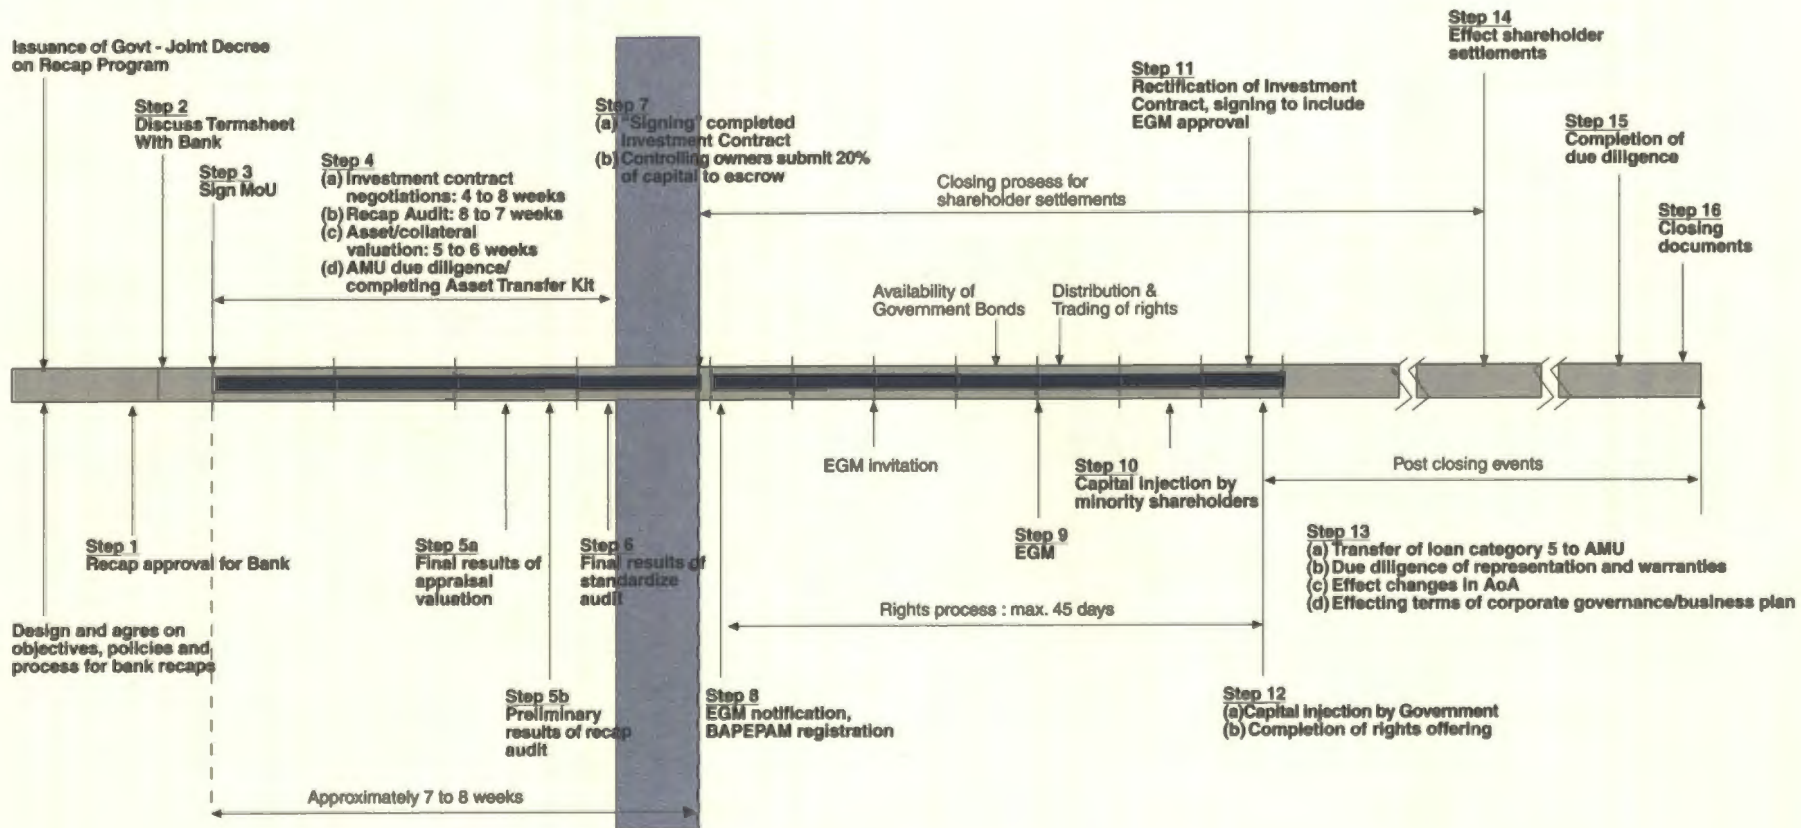 Issuance of Govt - Joint Decree
on Recap Program
Step 2
Discuss Termsheet
With Bank
Step 3
Sign MoU
Step 4
(a) Investment contract
negotiations: 4 to 8 weeks
(b) Recap Audit: 8 to 7 weeks
(c) Asset/collateral
valuation: 5 to 6 weeks
(d) AMU due diligence/
completing Asset Transfer Kit
Step 7
(a) "Signing" completed
Investment Contract
(b) Controlling owners submit 20%
of capital to escrow
Closing prosess for
shareholder settlements
Availability of
Government Bonds
Distribution &
Trading of rights
Step 11
Rectification of Investment
Contract, signing to include
EGM approval
Step 14
Effect shareholder
settlements
Step 15
Completion of
due diligence
Step 16
Closing
documents
Design and agres on
objectives, policies and
process for bank recaps
Step 1
Recap approval for Bank
Step 5a
Final results of
appraisal
valuation
Step 5b
Preliminary
results of recap
audit
Step 6
Final results of
standardize
audit
Approximately 7 to 8 weeks
Step 8
EGM notification,
BAPEPAM registration
EGM invitation
Step 9
EGM
Step 10
Capital injection by
minority shareholders
Rights process : max. 45 days
Step 12
(a) Capital injection by Government
(b) Completion of rights offering
Post closing events
Step 13
(a) Transfer of loan category 5 to AMU
(b) Due diligence of representation and warranties
(c) Effect changes in AoA
(d) Effecting terms of corporate governance/business plan